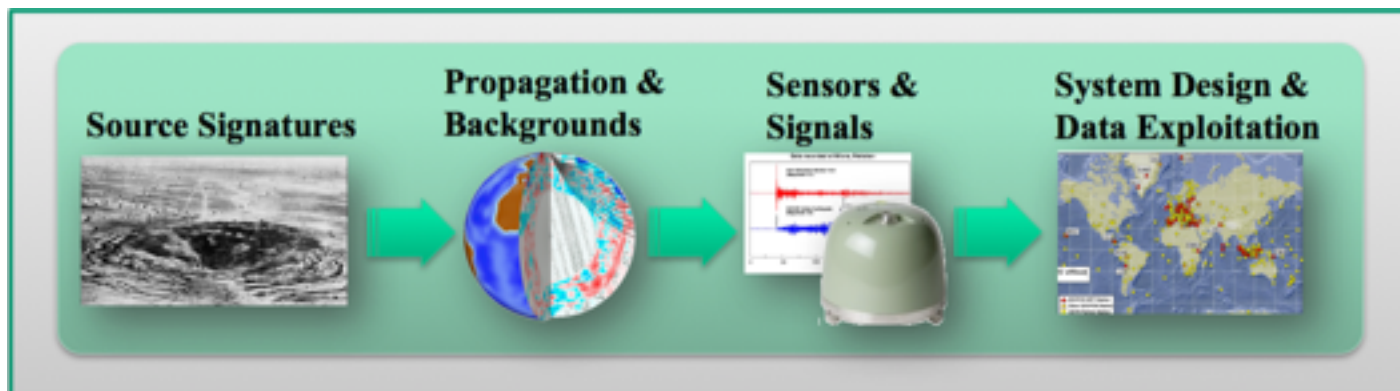 Source Signatures
Propagation &
Backgrounds
Sensors &
Signals
System Design &
Data Exploitation